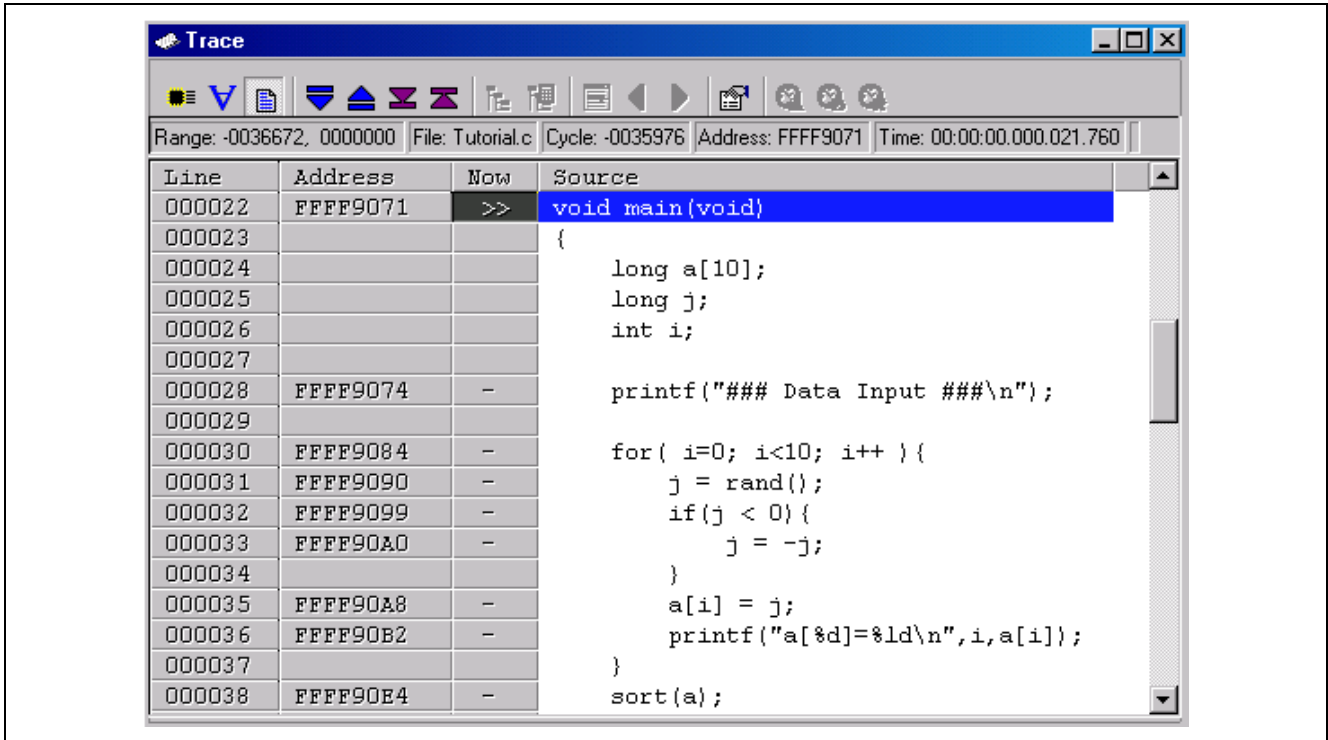 Trace
Range: -0036672, 0000000 File: Tutorial.c Cycle: -0035976 Address: FFFF9071 Time: 00:00:00.000.021.760
Line Address Now Source
000022 FFFF9071 >> void main(void)
000023 {
000024 long a[10];
000025 long j;
000026 int i;
000027
000028 FFFF9074 - printf("### Data Input ###\n");
000029
000030 FFFF9084 - for( i=0; i<10; i++ ){
000031 FFFF9090 - j = rand();
000032 FFFF9099 - if(j < 0){
000033 FFFF90A0 - j = -j;
000034 }
000035 FFFF90A8 - a[i] = j;
000036 FFFF90B2 - printf("a[%d]=%ld\n",i,a[i]);
000037 }
000038 FFFF90E4 - sort(a);